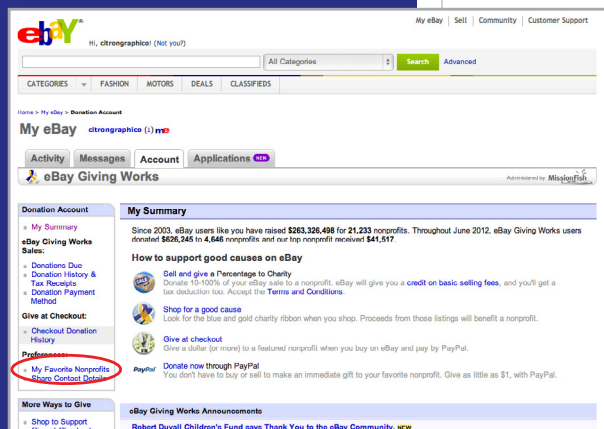 ebaY®
My eBay | Sell | Community | Customer Support
Hi, citrongraphico! (Not you?)
All Categories
Search
Advanced
CATEGORIES
FASHION
MOTORS
DEALS
CLASSIFIEDS
Home > My eBay > Donation Account
My eBay citrongraphico (1) me
Activity
Messages
Account
Applications NEW
eBay Giving Works
Administered by MissionFish
Donation Account
My Summary
eBay Giving Works
Sales:
Donations Due
Donation History &
Tax Receipts
Donation Payment
Method
Give at Checkout:
Checkout Donation
History
Preferences:
My Favorite Nonprofits
Share Contact Details
More Ways to Give
Shop to Support
My Summary
Since 2003, eBay users like you have raised $263,326,498 for 21,233 nonprofits. Throughout June 2012, eBay Giving Works users
donated $626,245 to 4,646 nonprofits and our top nonprofit received $41,517.
How to support good causes on eBay
SALE
Sell and give a Percentage to Charity
Donate 10-100% of your eBay sale to a nonprofit. eBay will give you a credit on basic selling fees, and you'll get a
tax deduction too. Accept the Terms and Conditions.
Shop for a good cause
Look for the blue and gold charity ribbon when you shop. Proceeds from those listings will benefit a nonprofit.
Give at checkout
Give a dollar (or more) to a featured nonprofit when you buy on eBay and pay by PayPal.
PayPal
Donate now through PayPal
You don't have to buy or sell to make an immediate gift to your favorite nonprofit. Give as little as $1, with PayPal.
eBay Giving Works Announcements
Robert Duvall Children's Fund says Thank You to the eBay Community. NEW